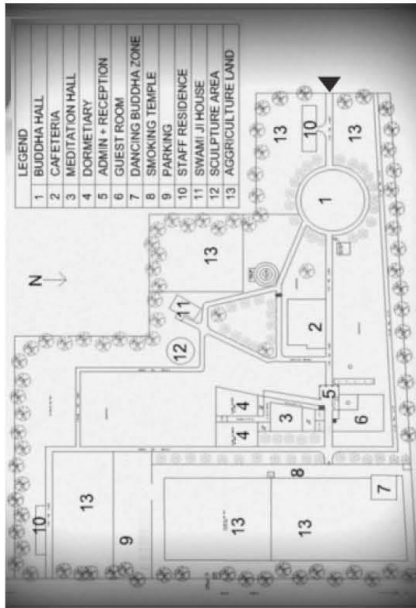 LEGEND
1 BUDDHA HALL
2 CAFETERIA
3 MEDITATION HALL
4 DORMETIARY
5 ADMIN + RECEPTION
6 GUEST ROOM
7 DANCING BUDDHA ZONE
8 SMOKING TEMPLE
9 PARKING
10 STAFF RESIDENCE
11 SWAMI JI HOUSE
12 SCULPTURE AREA
13 AGGRICULTURE LAND
N
10
13
9
12
11
13
13
4
4
13
3
13
8
10
2
1
5
13
6
7